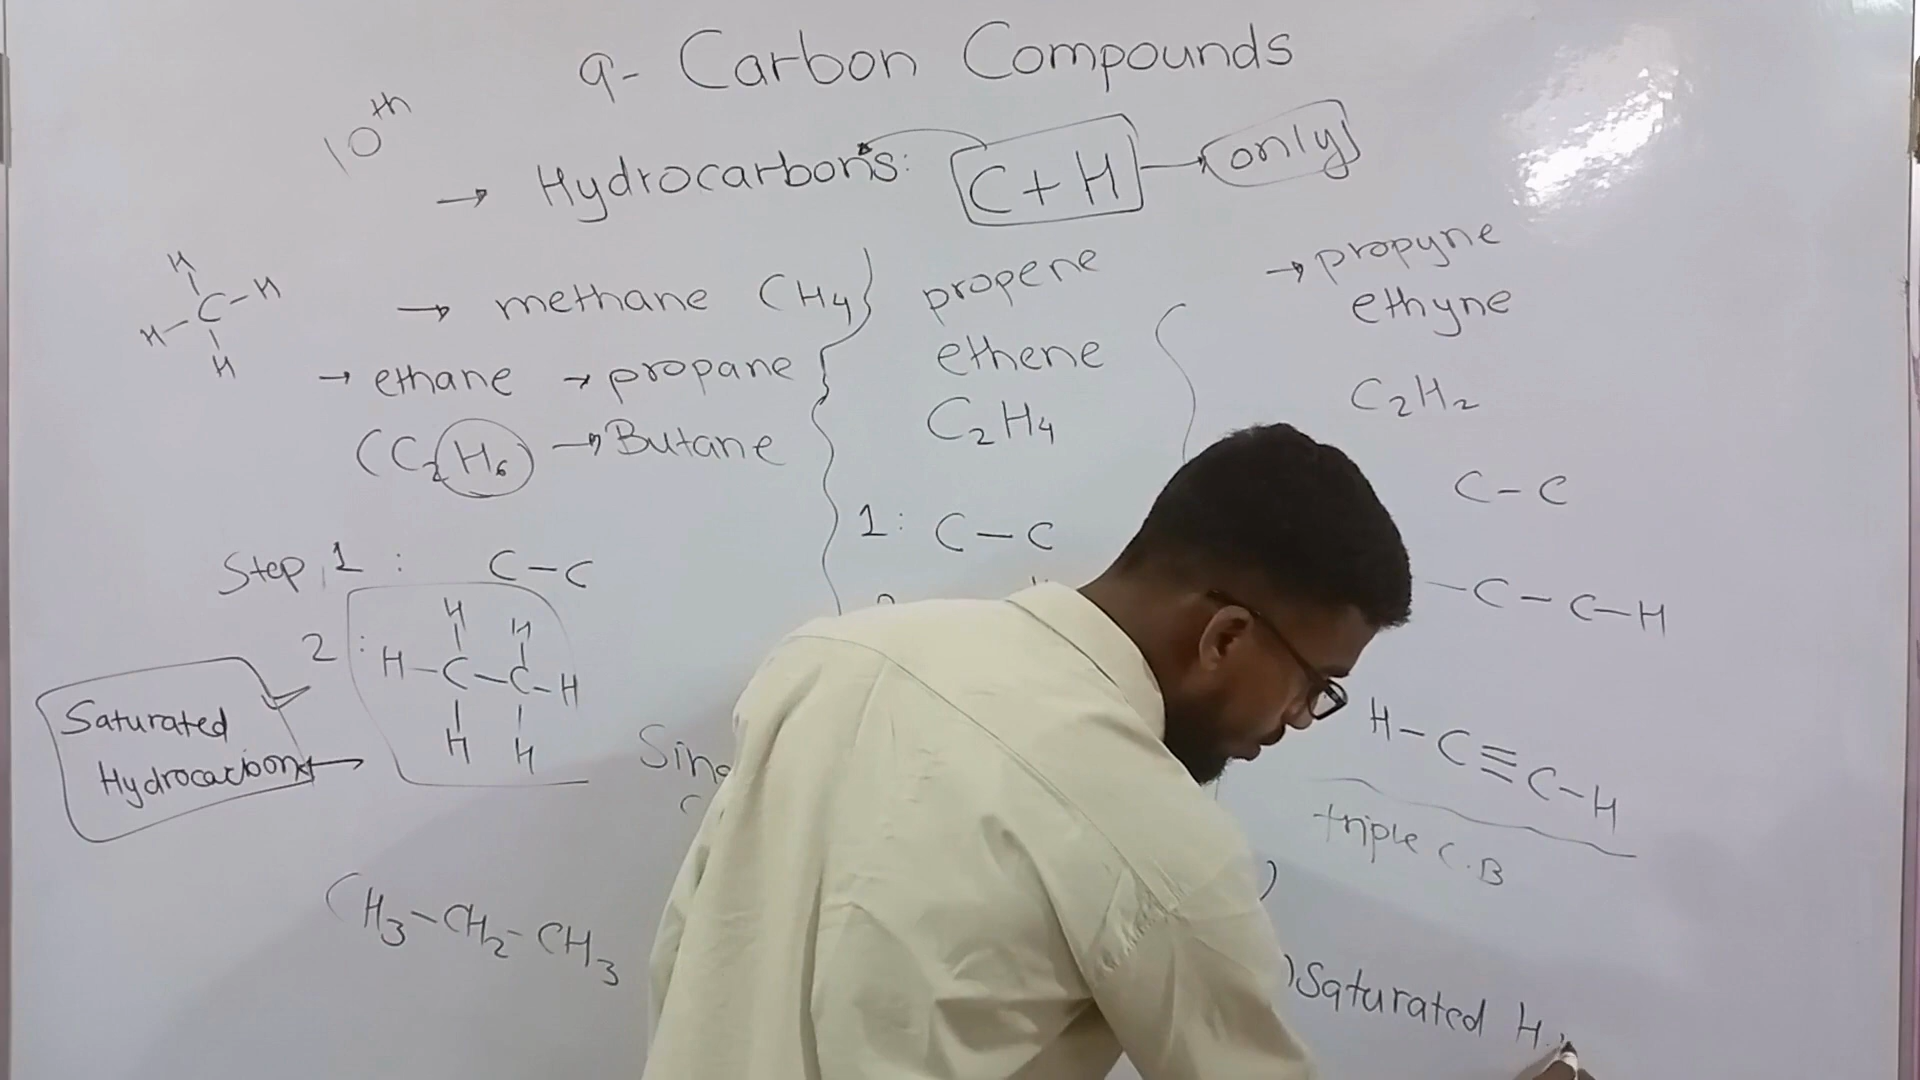 9- Carbon Compounds
10th
→ Hydrocarbons: C + H → only
→ methane CH4
→ ethane → propane
(C2H6) → Butane
propene
ethene
C2H4
→ propyne
ethyne
C2H2
H
C-H
H-
H
Step 1: C-C
2:
H H
H-C-C-H
H H
Saturated
Hydrocarbons →
CH3-CH2-CH3
1: C-C
C-C
-C-C-H
H-C≡C-H
triple C.B
Saturated H.